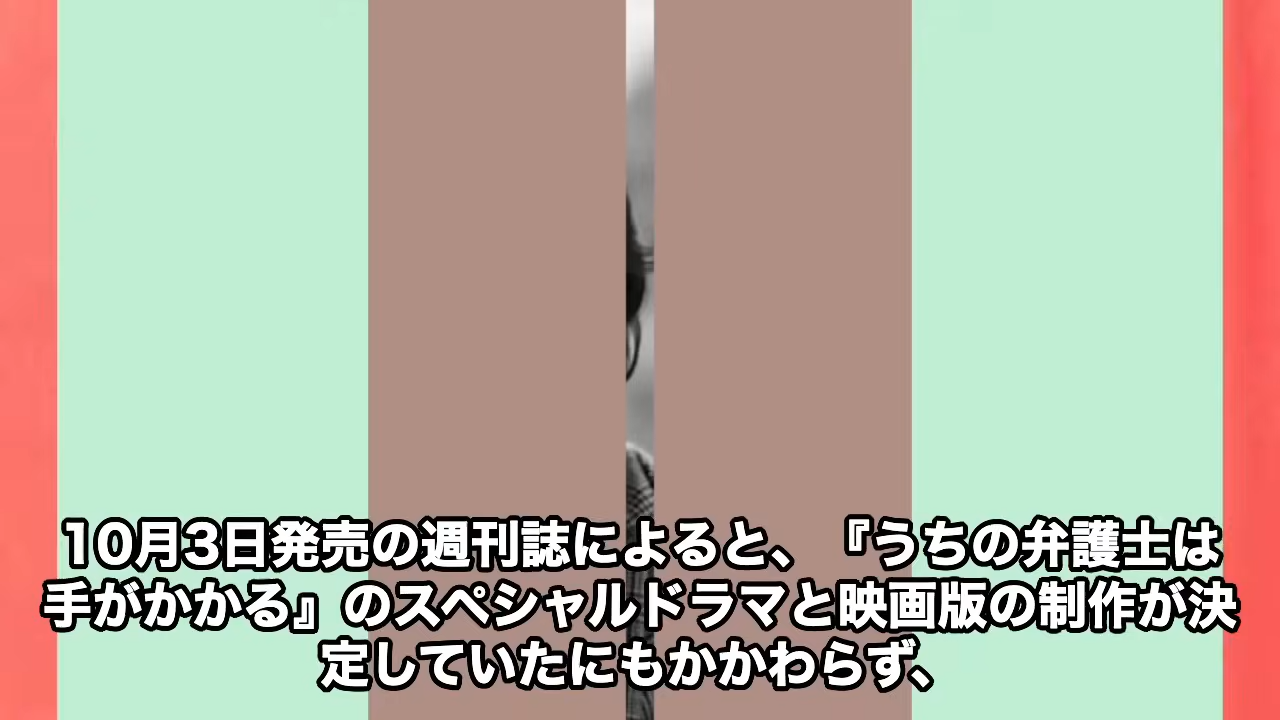 10月3日発売の週刊誌によると、『うちの弁護士は
手がかかる』のスペシャルドラマと映画版の制作が決
定していたにもかかわらず、